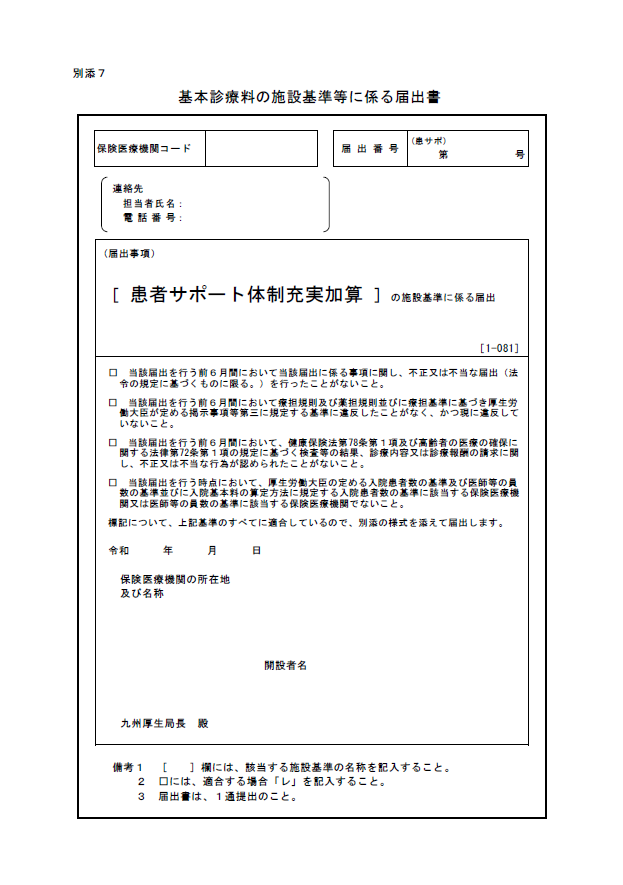 別添７
基本診療料の施設基準等に係る届出書
保険医療機関コード
届出番号
（患サポ）
第　　　　　　号
連絡先
担当者氏名：
電話番号：
（届出事項）
［ 患者サポート体制充実加算 ］の施設基準に係る届出
［1-081］
□　当該届出を行う前６月間において当該届出に係る事項に関し、不正又は不当な届出（法
令の規定に基づくものに限る。）を行ったことがないこと。
□　当該届出を行う前６月間において療担規則及び薬担規則並びに療担基準に基づき厚生労
働大臣が定める掲示事項等第三に規定する基準に違反したことがなく、かつ現に違反して
いないこと。
□　当該届出を行う前６月間において、健康保険法第78条第１項及び高齢者の医療の確保に
関する法律第72条第１項の規定に基づく検査等の結果、診療内容又は診療報酬の請求に関
し、不正又は不当な行為が認められたことがないこと。
□　当該届出を行う時点において、厚生労働大臣の定める入院患者数の基準及び医師等の員
数の基準並びに入院基本料の算定方法に規定する入院患者数の基準に該当する保険医療機
関又は医師等の員数の基準に該当する保険医療機関でないこと。
標記について、上記基準のすべてに適合しているので、別添の様式を添えて届出します。
令和　　　年　　　月　　　日
保険医療機関の所在地
及び名称
開設者名
九州厚生局長　殿
備考１　［　　］欄には、該当する施設基準の名称を記入すること。
２　□には、適合する場合「レ」を記入すること。
３　届出書は、１通提出のこと。